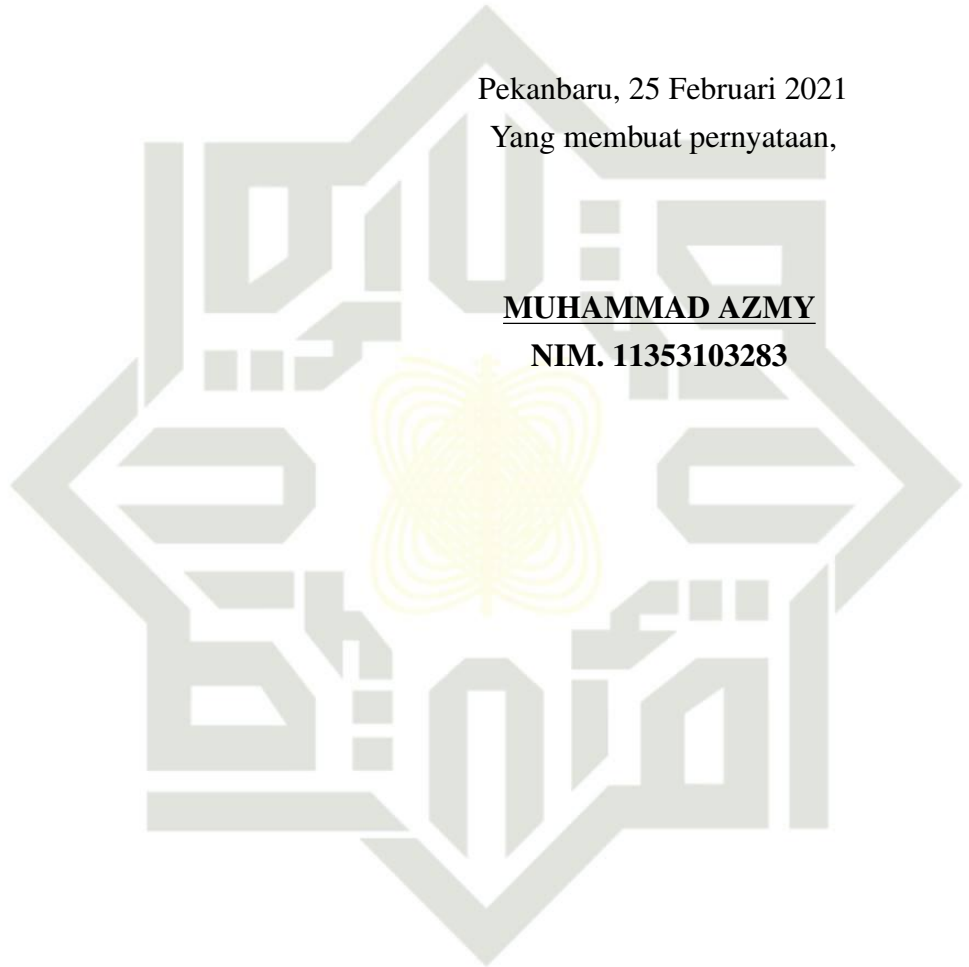 Pekanbaru, 25 Februari 2021
Yang membuat pernyataan,
MUHAMMAD AZMY
NIM. 11353103283